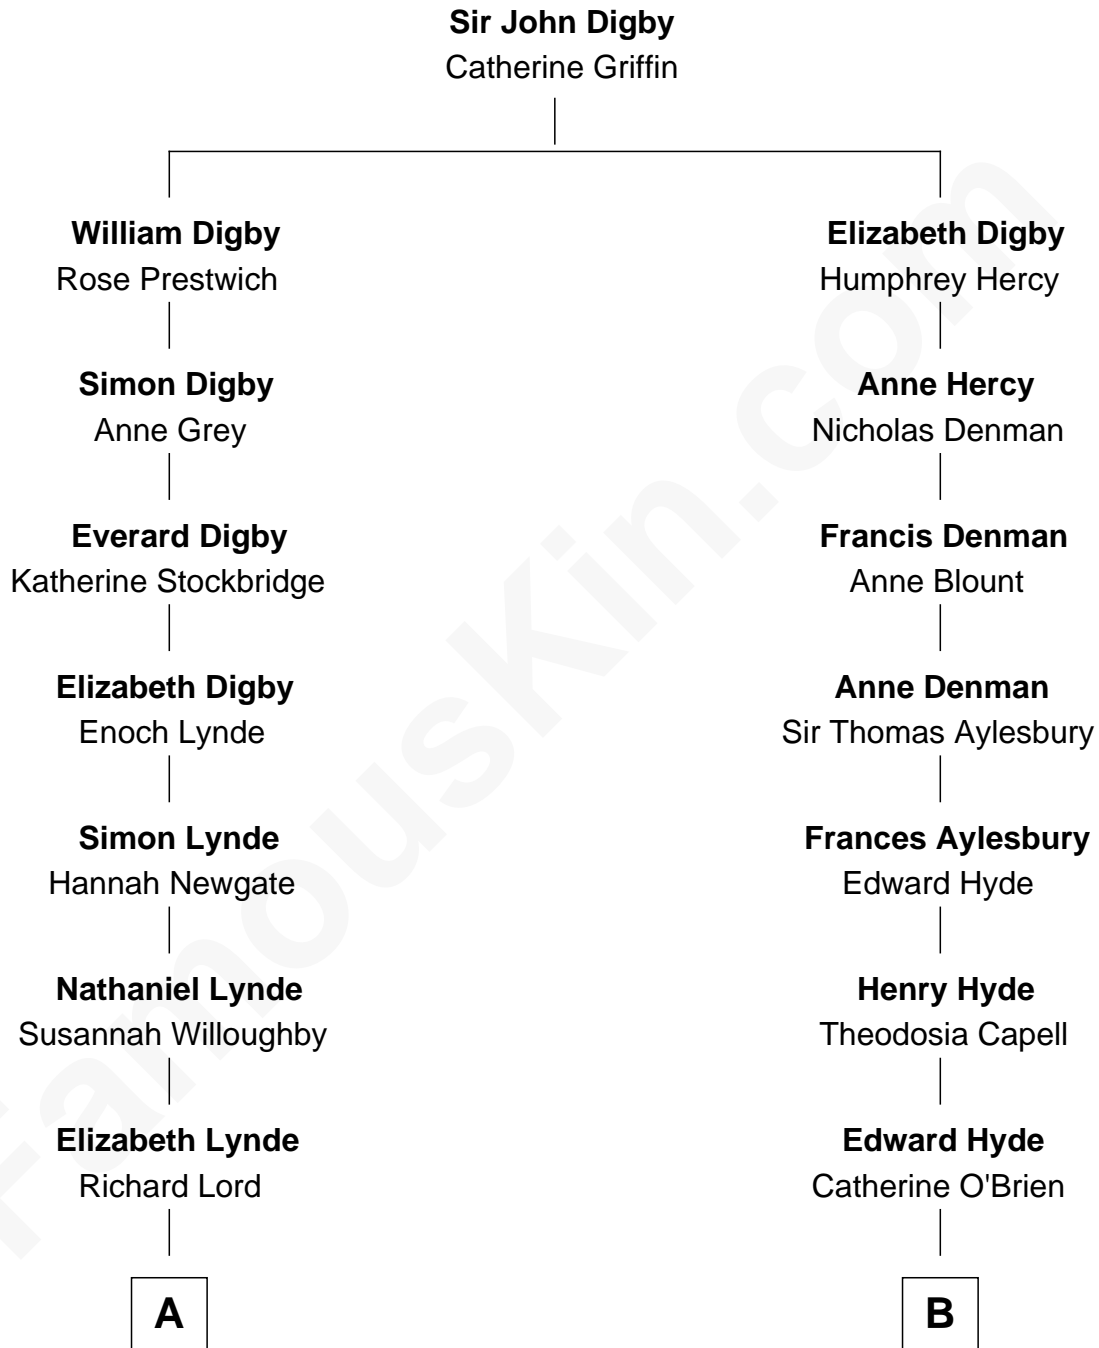 Sir John Digby
Catherine Griffin
William Digby
Rose Prestwich
Elizabeth Digby
Humphrey Hercy
Simon Digby
Anne Grey
Anne Hercy
Nicholas Denman
Everard Digby
Katherine Stockbridge
Francis Denman
Anne Blount
Elizabeth Digby
Enoch Lynde
Anne Denman
Sir Thomas Aylesbury
Simon Lynde
Hannah Newgate
Frances Aylesbury
Edward Hyde
Nathaniel Lynde
Susannah Willoughby
Henry Hyde
Theodosia Capell
Elizabeth Lynde
Richard Lord
Edward Hyde
Catherine O'Brien
A
B
FamousKin.com